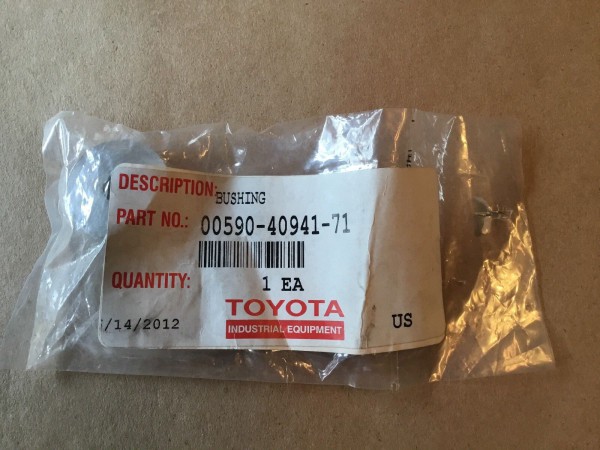 DESCRIPTION:
BUSHING
PART NO.: 00590-40941-71
QUANTITY: 1 EA
TOYOTA
INDUSTRIAL EQUIPMENT
/14/2012 US